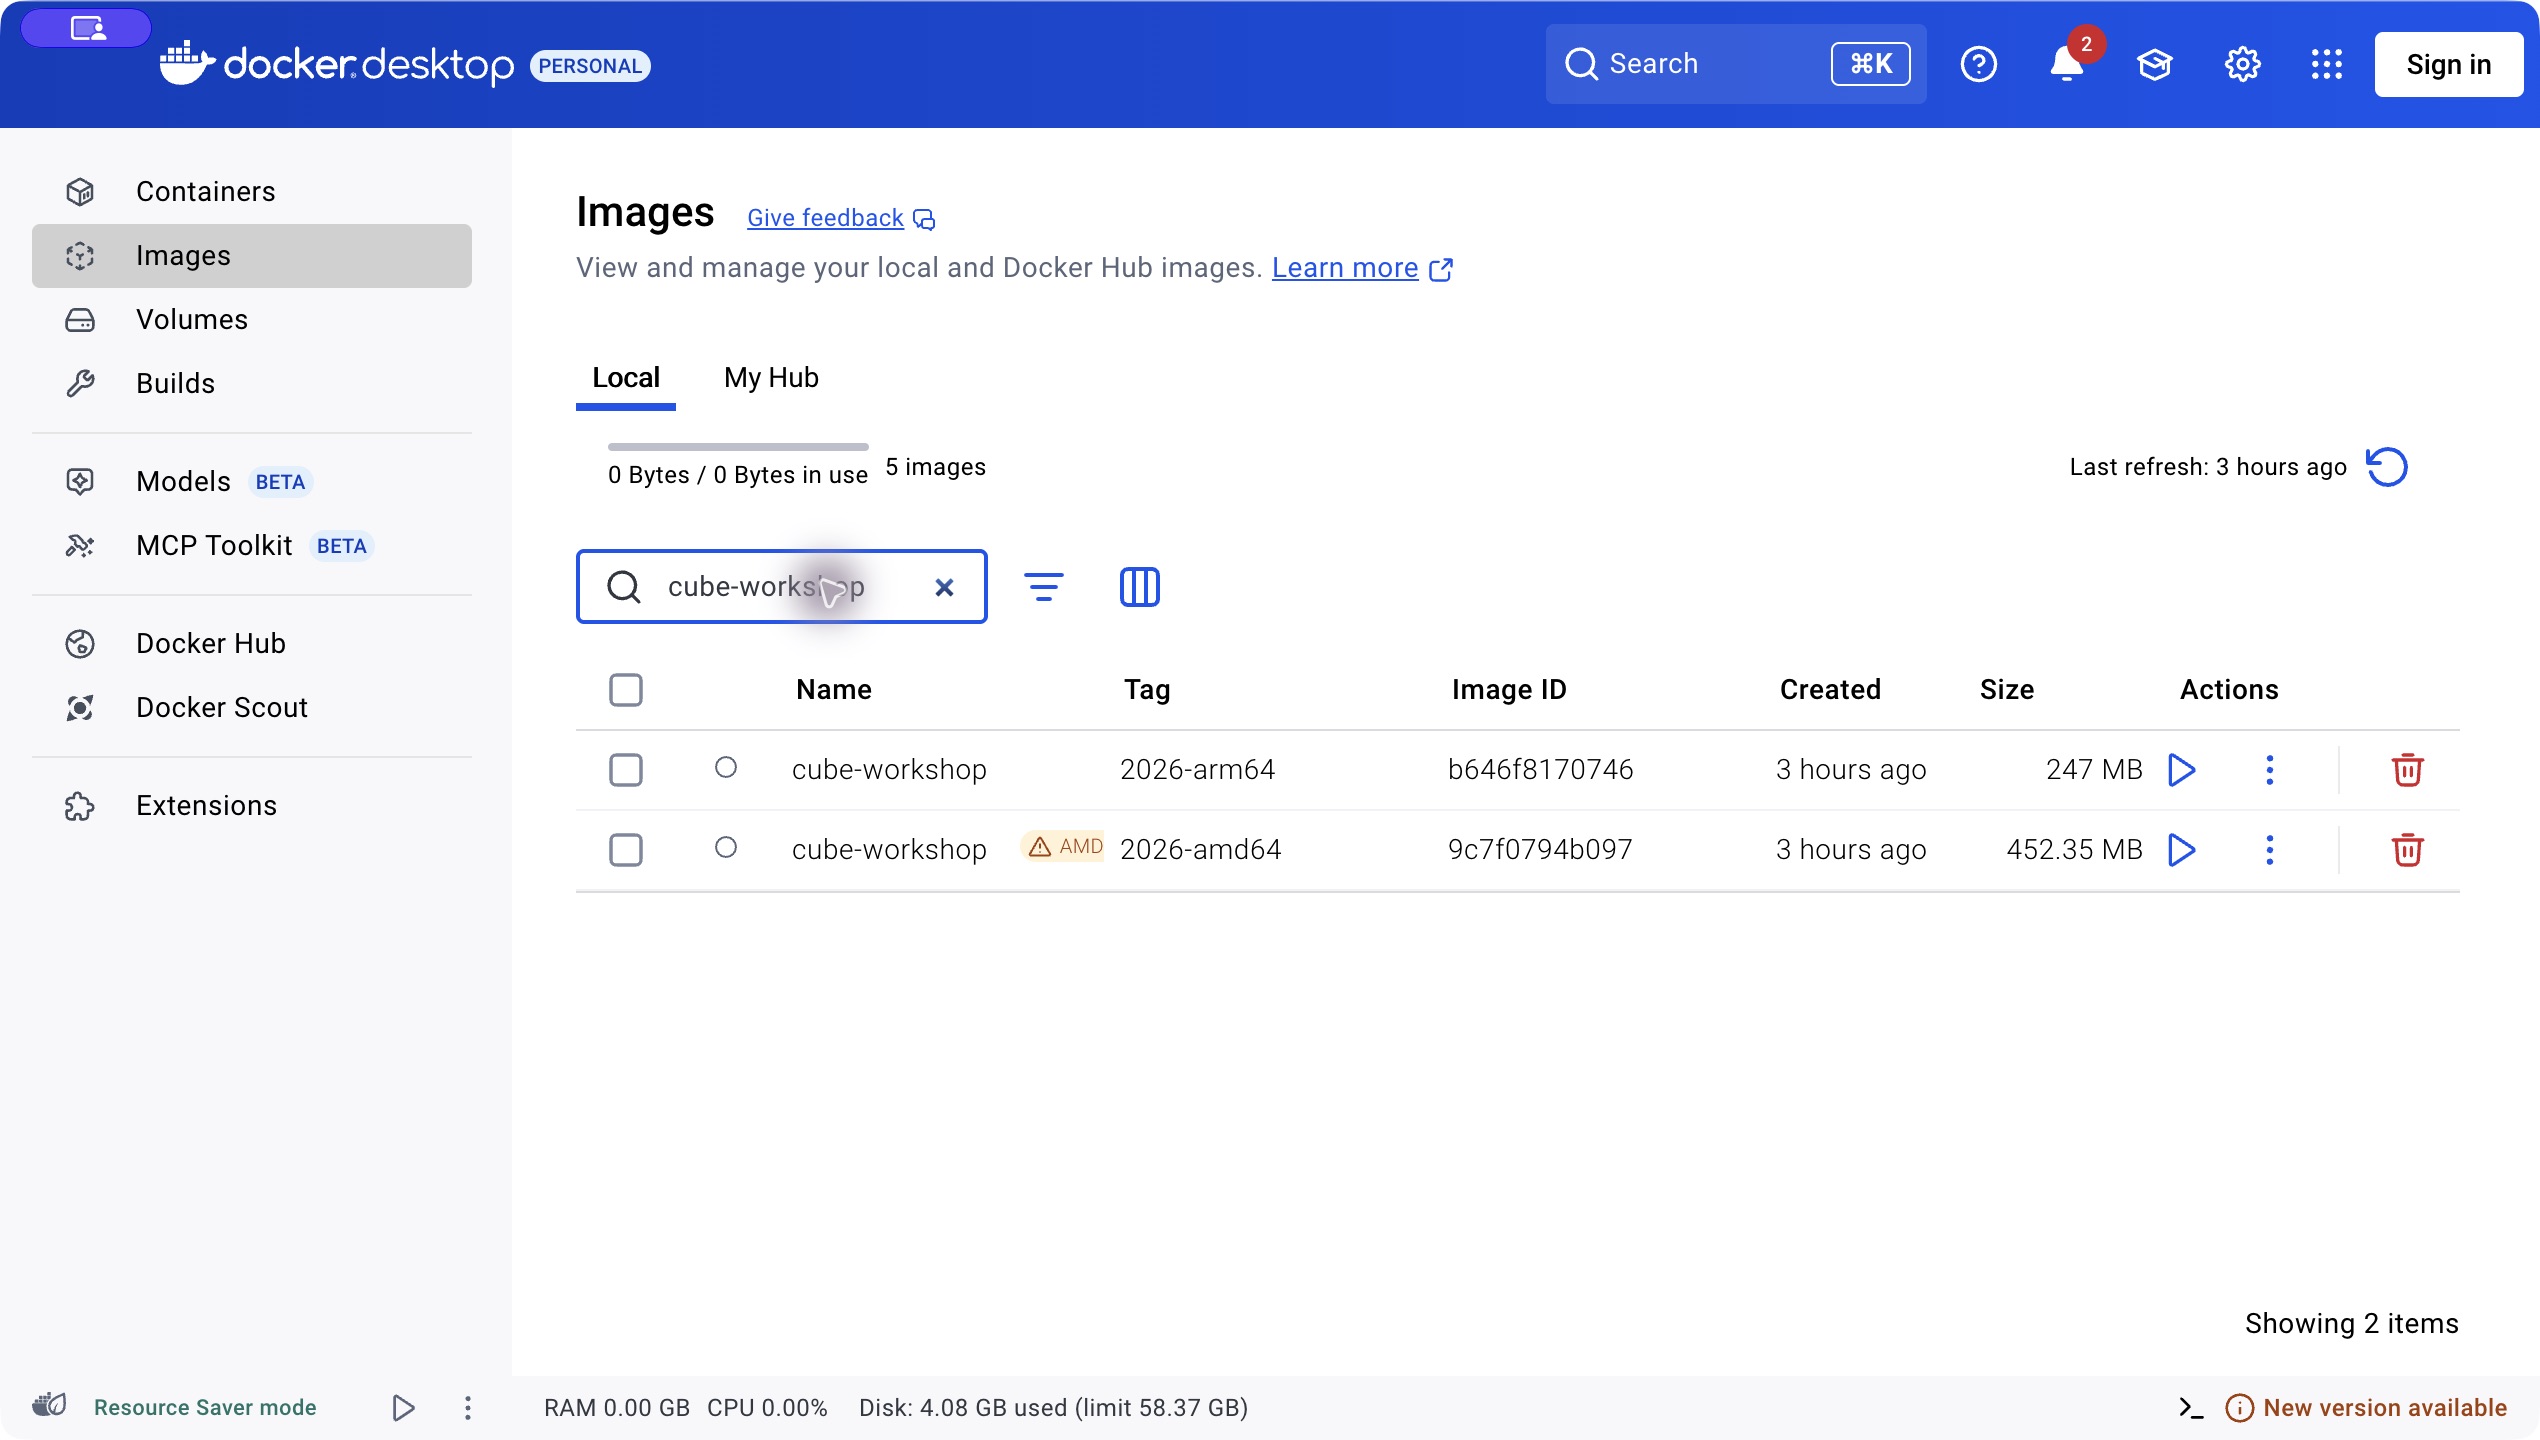 docker desktop PERSONAL
Search ⌘K
2
Sign in
Containers
Images
Volumes
Builds
Models BETA
MCP Toolkit BETA
Docker Hub
Docker Scout
Extensions
Images Give feedback
View and manage your local and Docker Hub images. Learn more
Local My Hub
0 Bytes / 0 Bytes in use 5 images
Last refresh: 3 hours ago
cube-workshop
Name Tag Image ID Created Size Actions
cube-workshop 2026-arm64 b646f8170746 3 hours ago 247 MB
cube-workshop AMD 2026-amd64 9c7f0794b097 3 hours ago 452.35 MB
Showing 2 items
Resource Saver mode
RAM 0.00 GB CPU 0.00% Disk: 4.08 GB used (limit 58.37 GB)
New version available